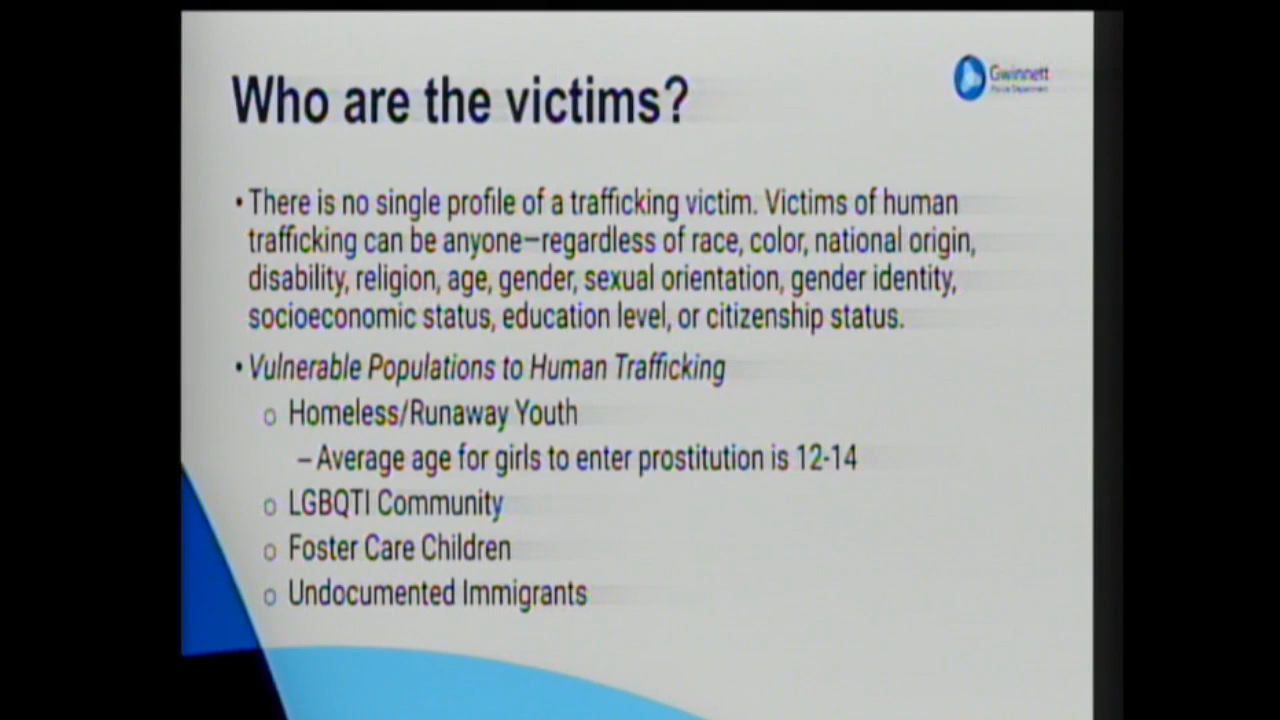 Who are the victims?
Gwinnett
Police Department
• There is no single profile of a trafficking victim. Victims of human
trafficking can be anyone—regardless of race, color, national origin,
disability, religion, age, gender, sexual orientation, gender identity,
socioeconomic status, education level, or citizenship status.
• Vulnerable Populations to Human Trafficking
o Homeless/Runaway Youth
– Average age for girls to enter prostitution is 12-14
o LGBQTI Community
o Foster Care Children
o Undocumented Immigrants